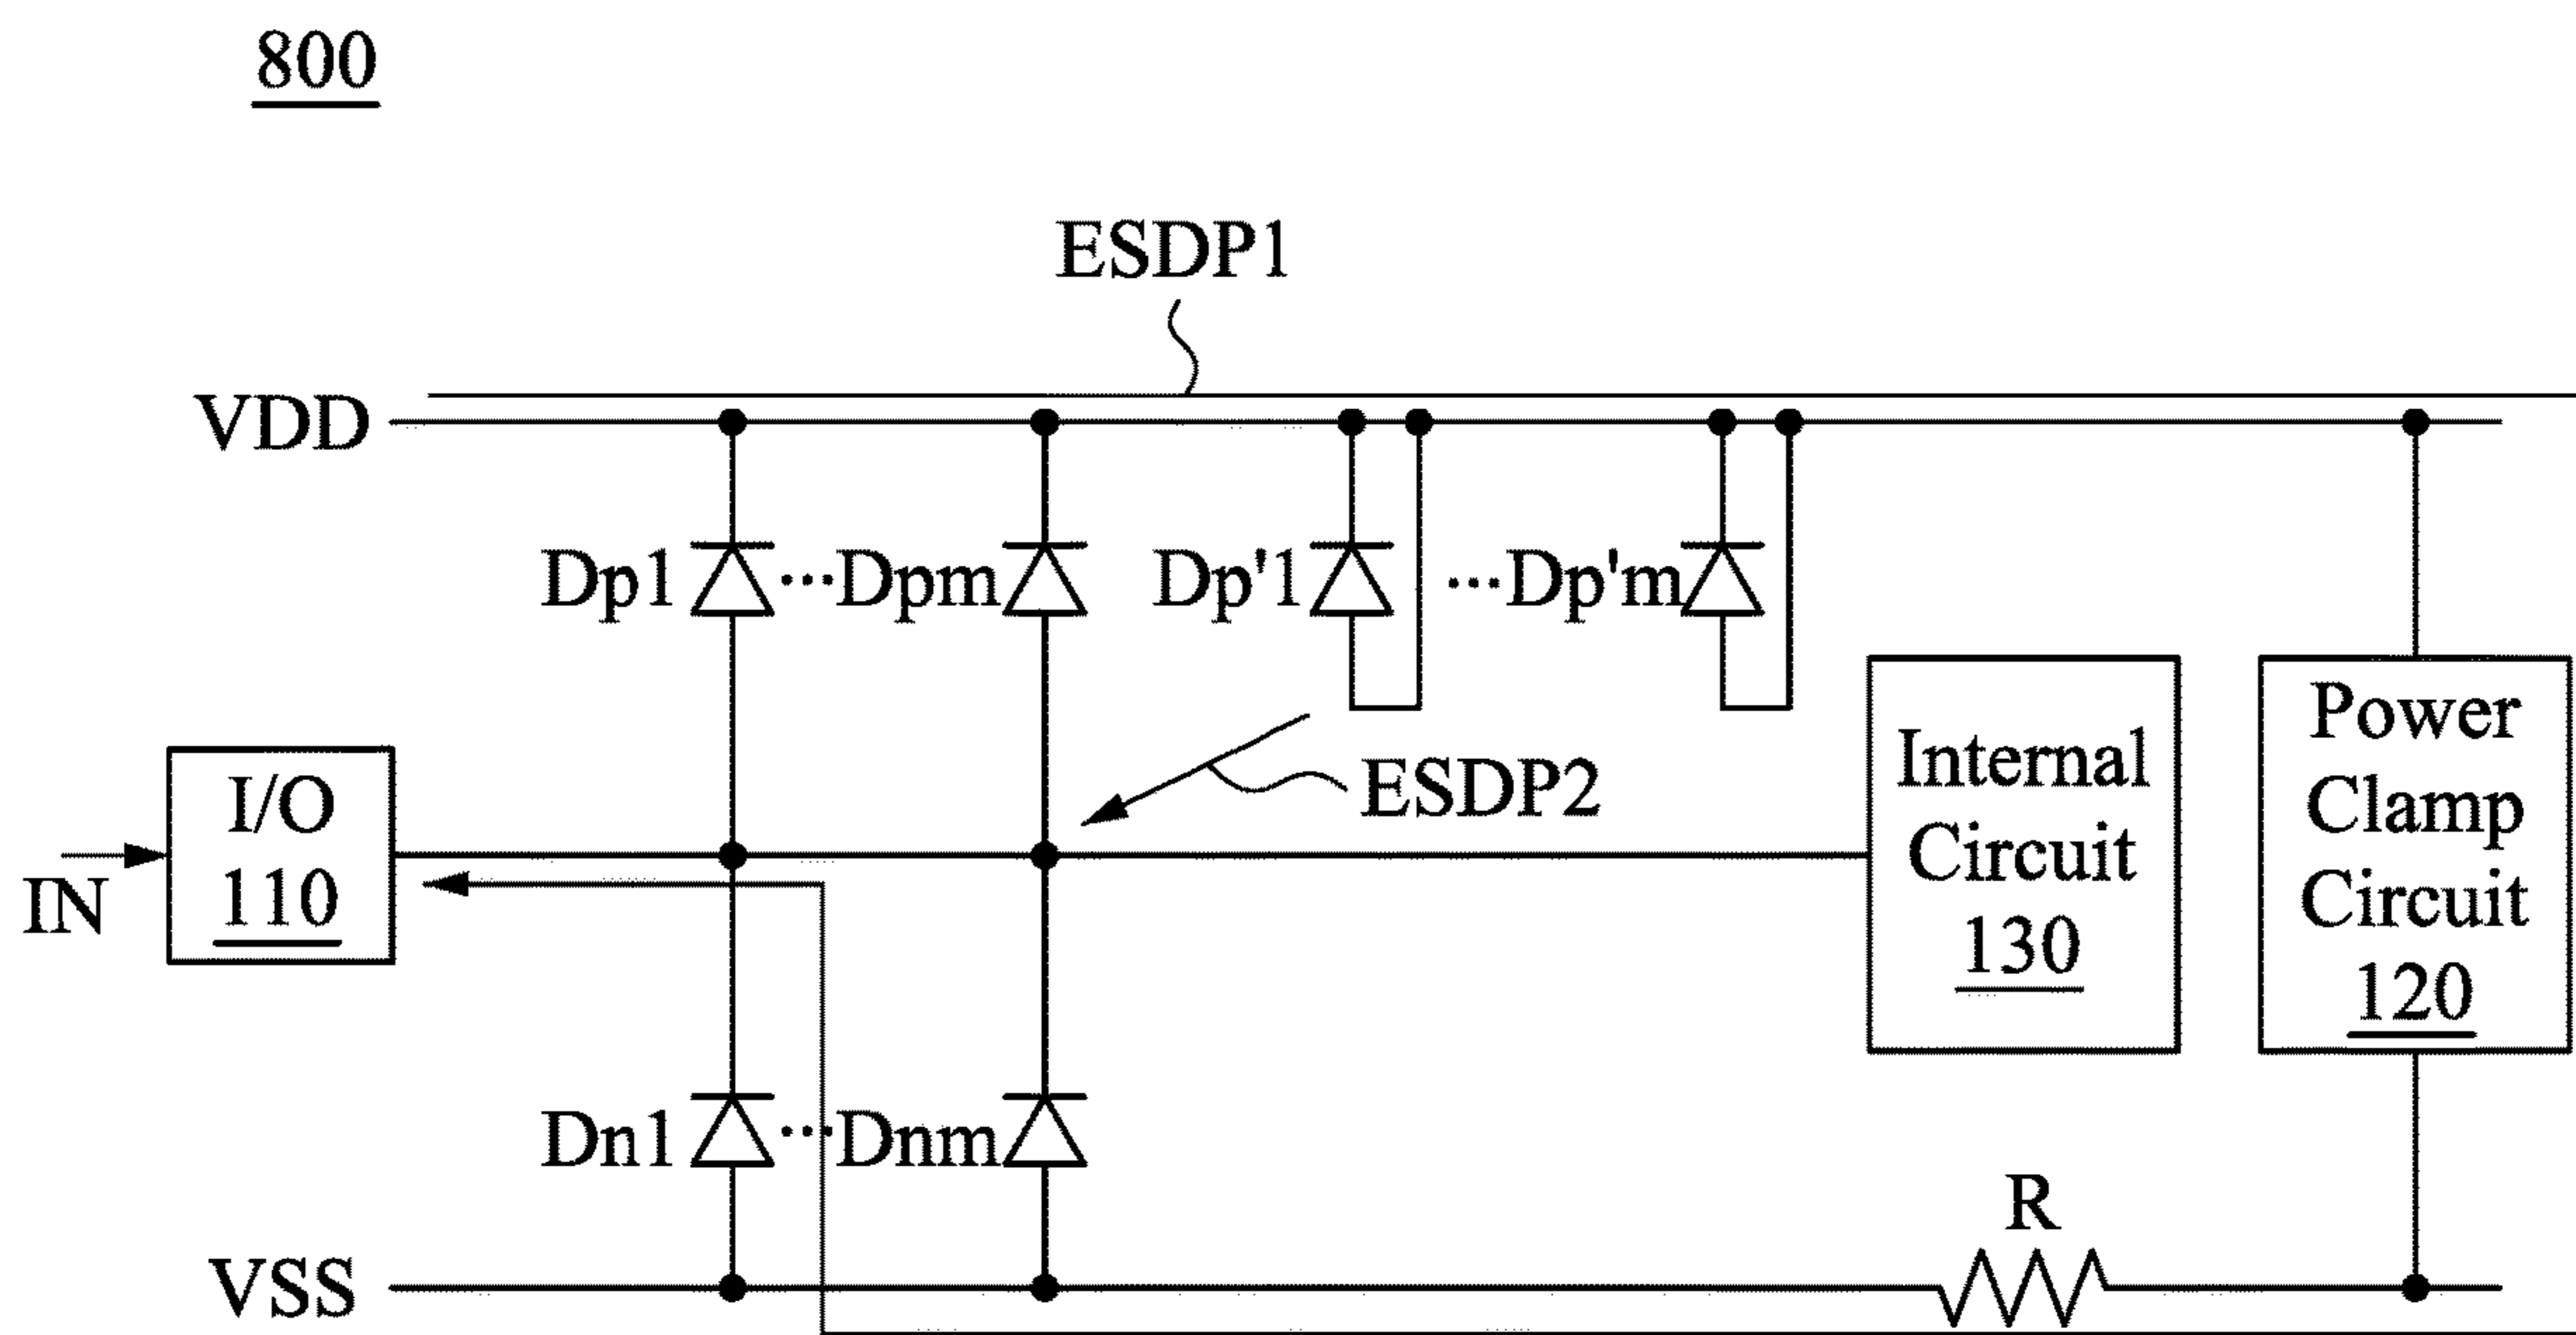 800
ESDP1
VDD
Dp1 ...Dpm Dp'1 ...Dp'm
I/O
110
IN
ESDP2
Internal
Circuit
130
Power
Clamp
Circuit
120
Dn1 ...Dnm
R
VSS